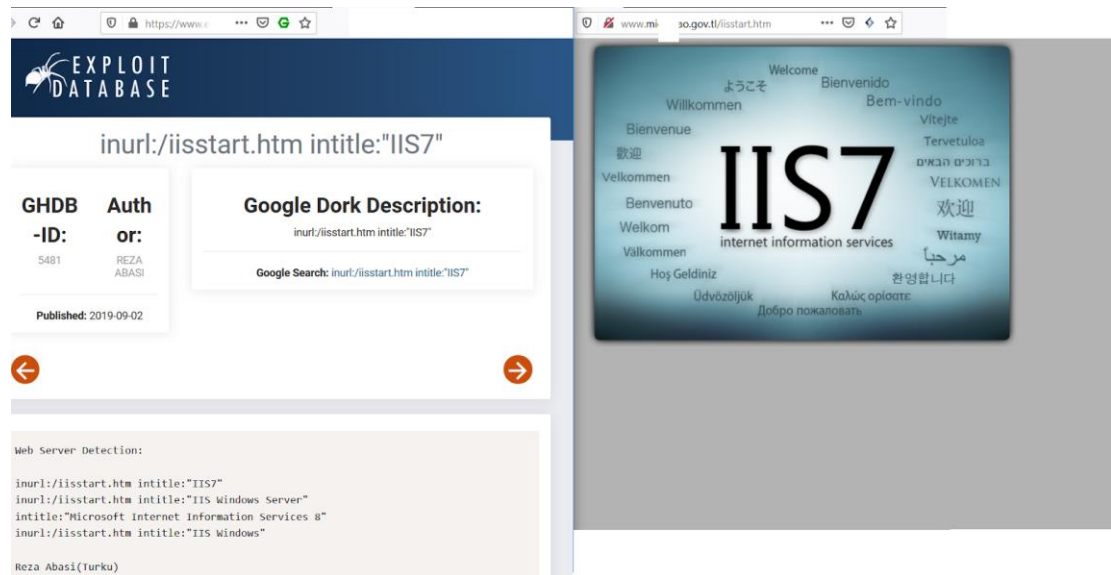 https://www.
EXPLOIT
DATABASE
inurl:/iisstart.htm intitle:"IIS7"
GHDB
-ID:
5481
Auth
or:
REZA
ABASI
Published: 2019-09-02
Google Dork Description:
inurl:/iisstart.htm intitle:"IIS7"
Google Search: inurl:/iisstart.htm intitle:"IIS7"
Web Server Detection:
inurl:/iisstart.htm intitle:"IIS7"
inurl:/iisstart.htm intitle:"IIS Windows Server"
intitle:"Microsoft Internet Information Services 8"
inurl:/iisstart.htm intitle:"IIS Windows"
Reza Abasi(Turku)
www.mi ao.gov.tl/iisstart.htm
Welcome
ようこそ
Bienvenido
Willkommen
Bem-vindo
Bienvenue
Vítejte
歡迎
Tervetuloa
ברוכים הבאים
Velkommen
VELKOMEN
Benvenuto
欢迎
Welkom
Witamy
IIS7
internet information services
Välkommen
مرحباً
Hoş Geldiniz
환영합니다
Üdvözöljük
Καλώς ορίσατε
Добро пожаловать